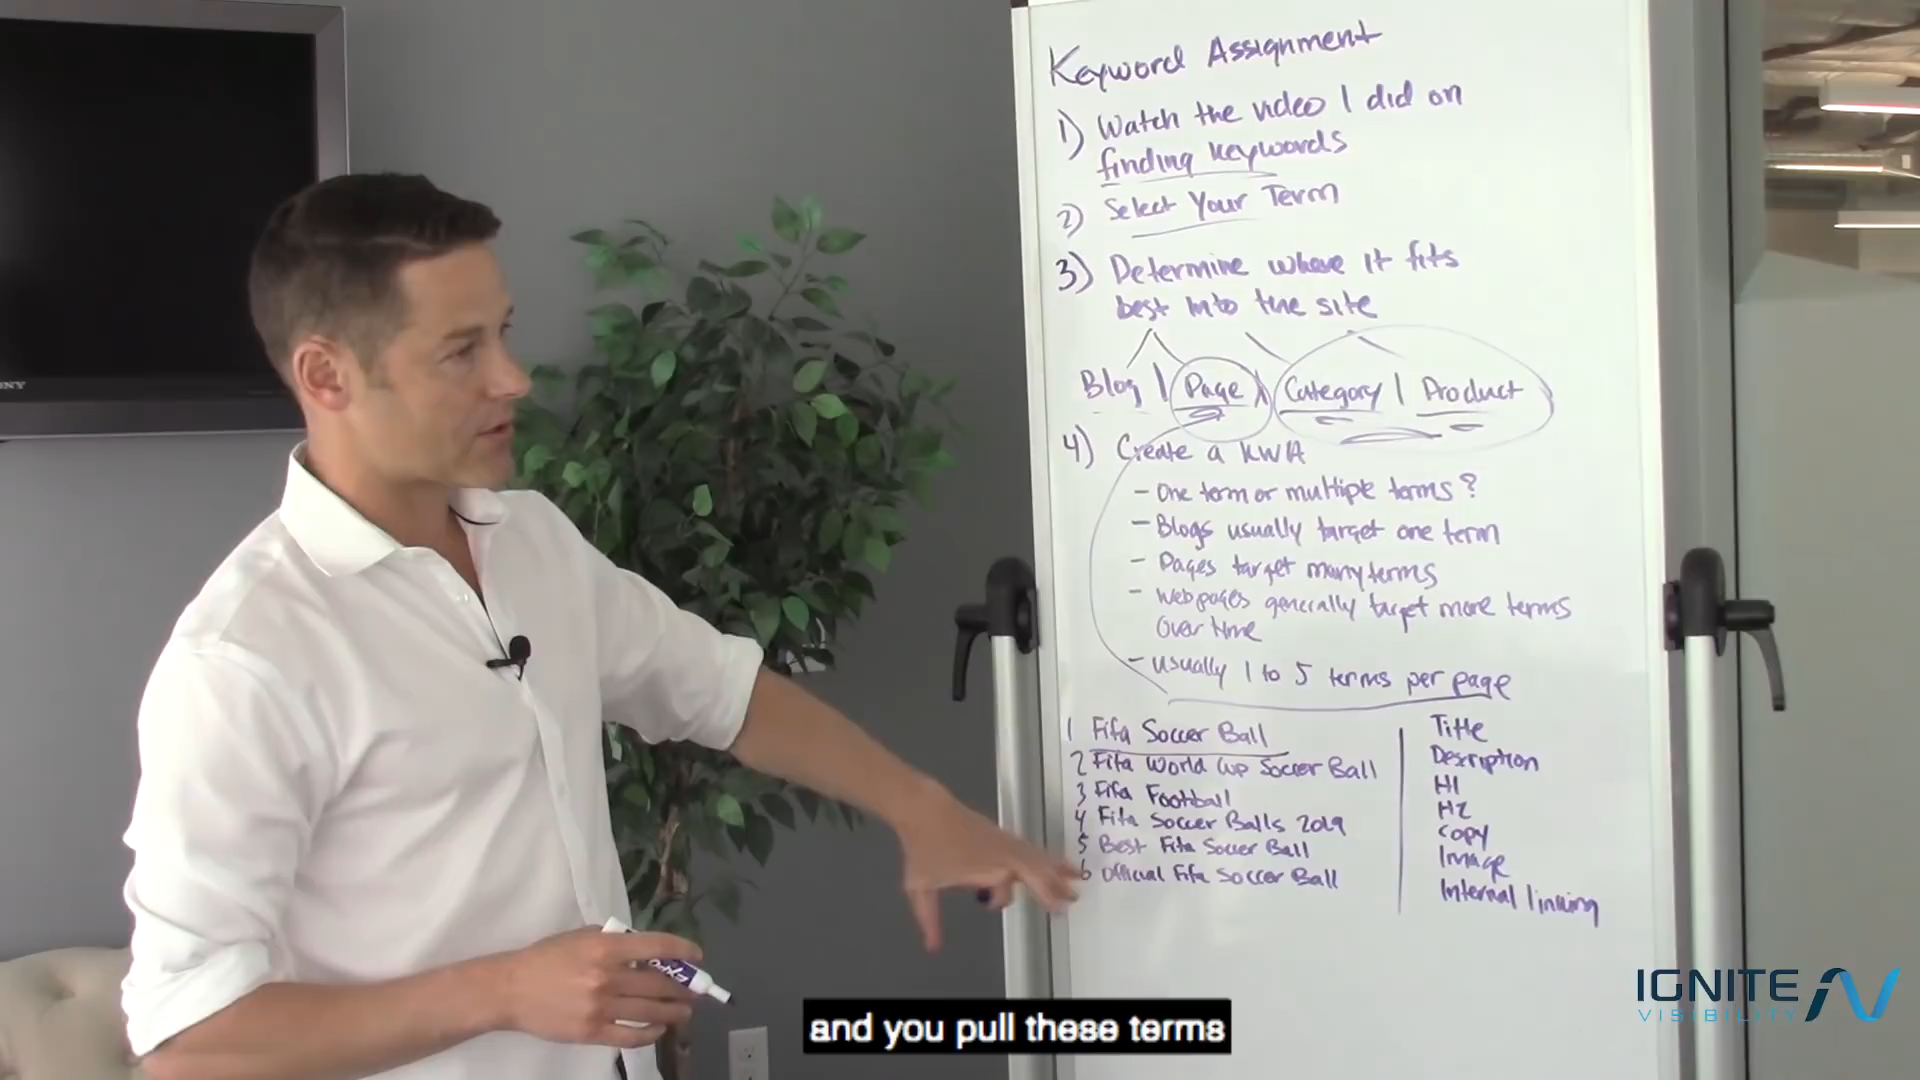 Keyword Assignment
1) Watch the video I did on
finding keywords
2) Select Your Term
3) Determine where it fits
best into the site
Blog | Page | Category | Product
4) Create a KWA
- One term or multiple terms?
- Blogs usually target one term
- Pages target many terms
- Webpages generally target more terms
over time
- usually 1 to 5 terms per page
1 Fifa Soccer Ball
2 Fifa World Cup Soccer Ball
3 Fifa Football
4 Fifa Soccer Balls 2019
5 Best Fifa Soccer Ball
6 Official Fifa Soccer Ball
Title
Description
H1
H2
Copy
Image
Internal linking
and you pull these terms
IGNITE
VISIBILITY
EXPO